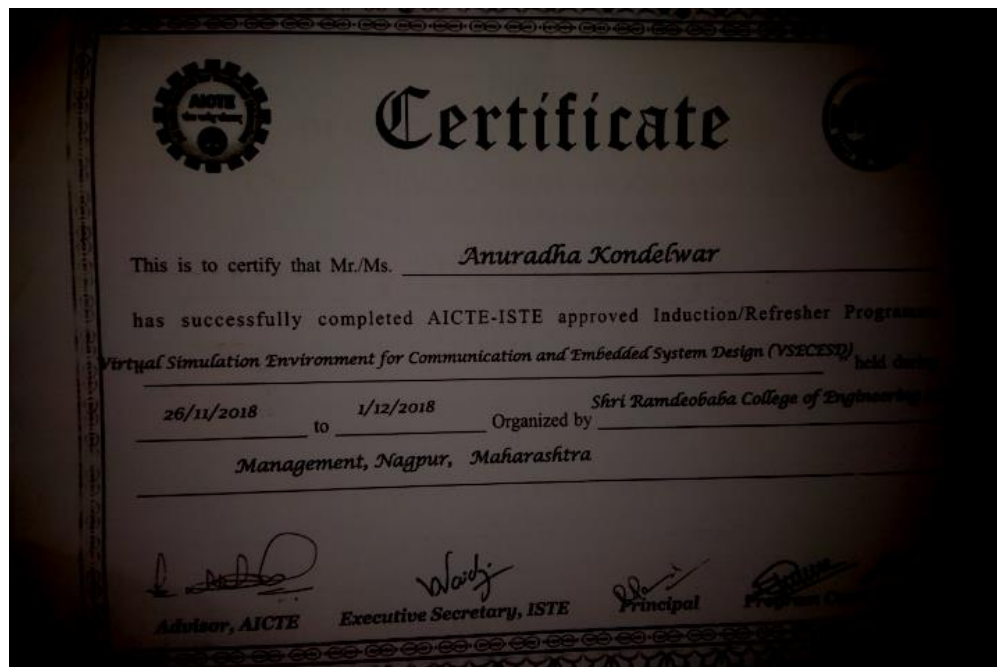 AICTE
Certificate
This is to certify that Mr./Ms. Anuradha Kondelwar
has successfully completed AICTE-ISTE approved Induction/Refresher
Virtual Simulation Environment for Communication and Embedded System Design (VSECESD) held during
26/11/2018 to 1/12/2018 Organized by Shri Ramdeobaba College of Engineering
Management, Nagpur, Maharashtra
Advisor, AICTE Executive Secretary, ISTE Principal Program